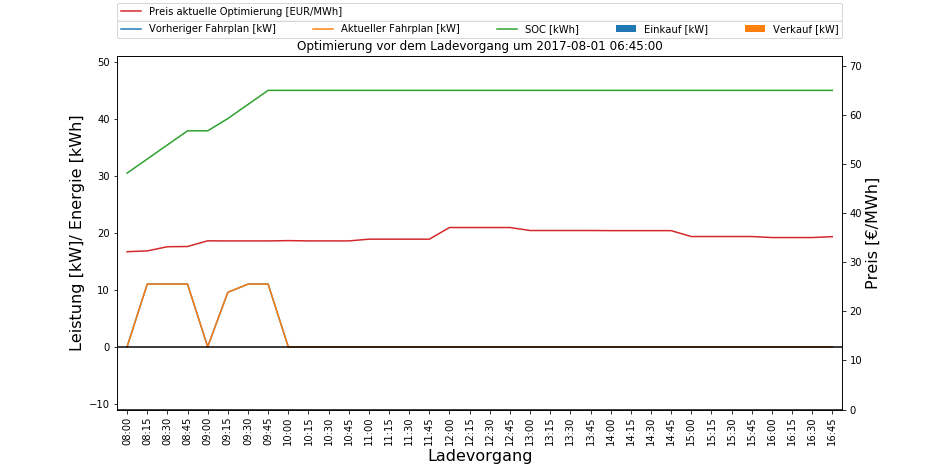 Preis aktuelle Optimierung [EUR/MWh]
Vorheriger Fahrplan [kW] Aktueller Fahrplan [kW] SOC [kWh] Einkauf [kW] Verkauf [kW]
Optimierung vor dem Ladevorgang um 2017-08-01 06:45:00
Leistung [kW]/ Energie [kWh]
50
40
30
20
10
0
−10
70
60
50
40
30
20
10
0
Preis [€/MWh]
08:00 08:15 08:30 08:45 09:00 09:15 09:30 09:45 10:00 10:15 10:30 10:45 11:00 11:15 11:30 11:45 12:00 12:15 12:30 12:45 13:00 13:15 13:30 13:45 14:00 14:15 14:30 14:45 15:00 15:15 15:30 15:45 16:00 16:15 16:30 16:45
Ladevorgang